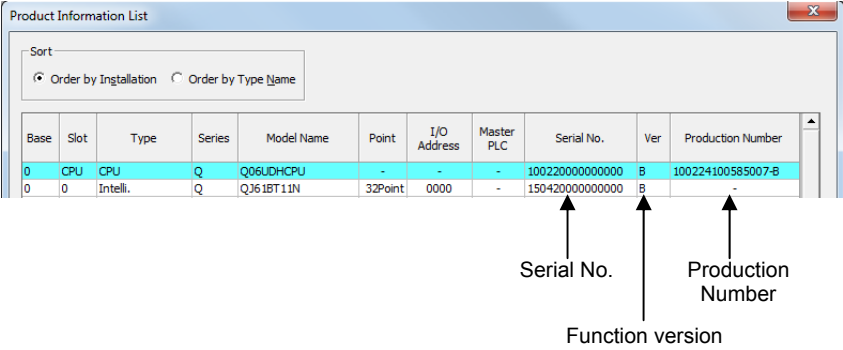 Product Information List
x
Sort
Order by Installation Order by Type Name
Base Slot Type Series Model Name Point I/O Address Master PLC Serial No. Ver Production Number
0 CPU CPU Q Q06UDHCPU - - - 100220000000000 B 100224100585007-B
0 0 Intelli. Q QJ61BT11N 32Point 0000 - 150420000000000 B -
Serial No. Production
Number
Function version